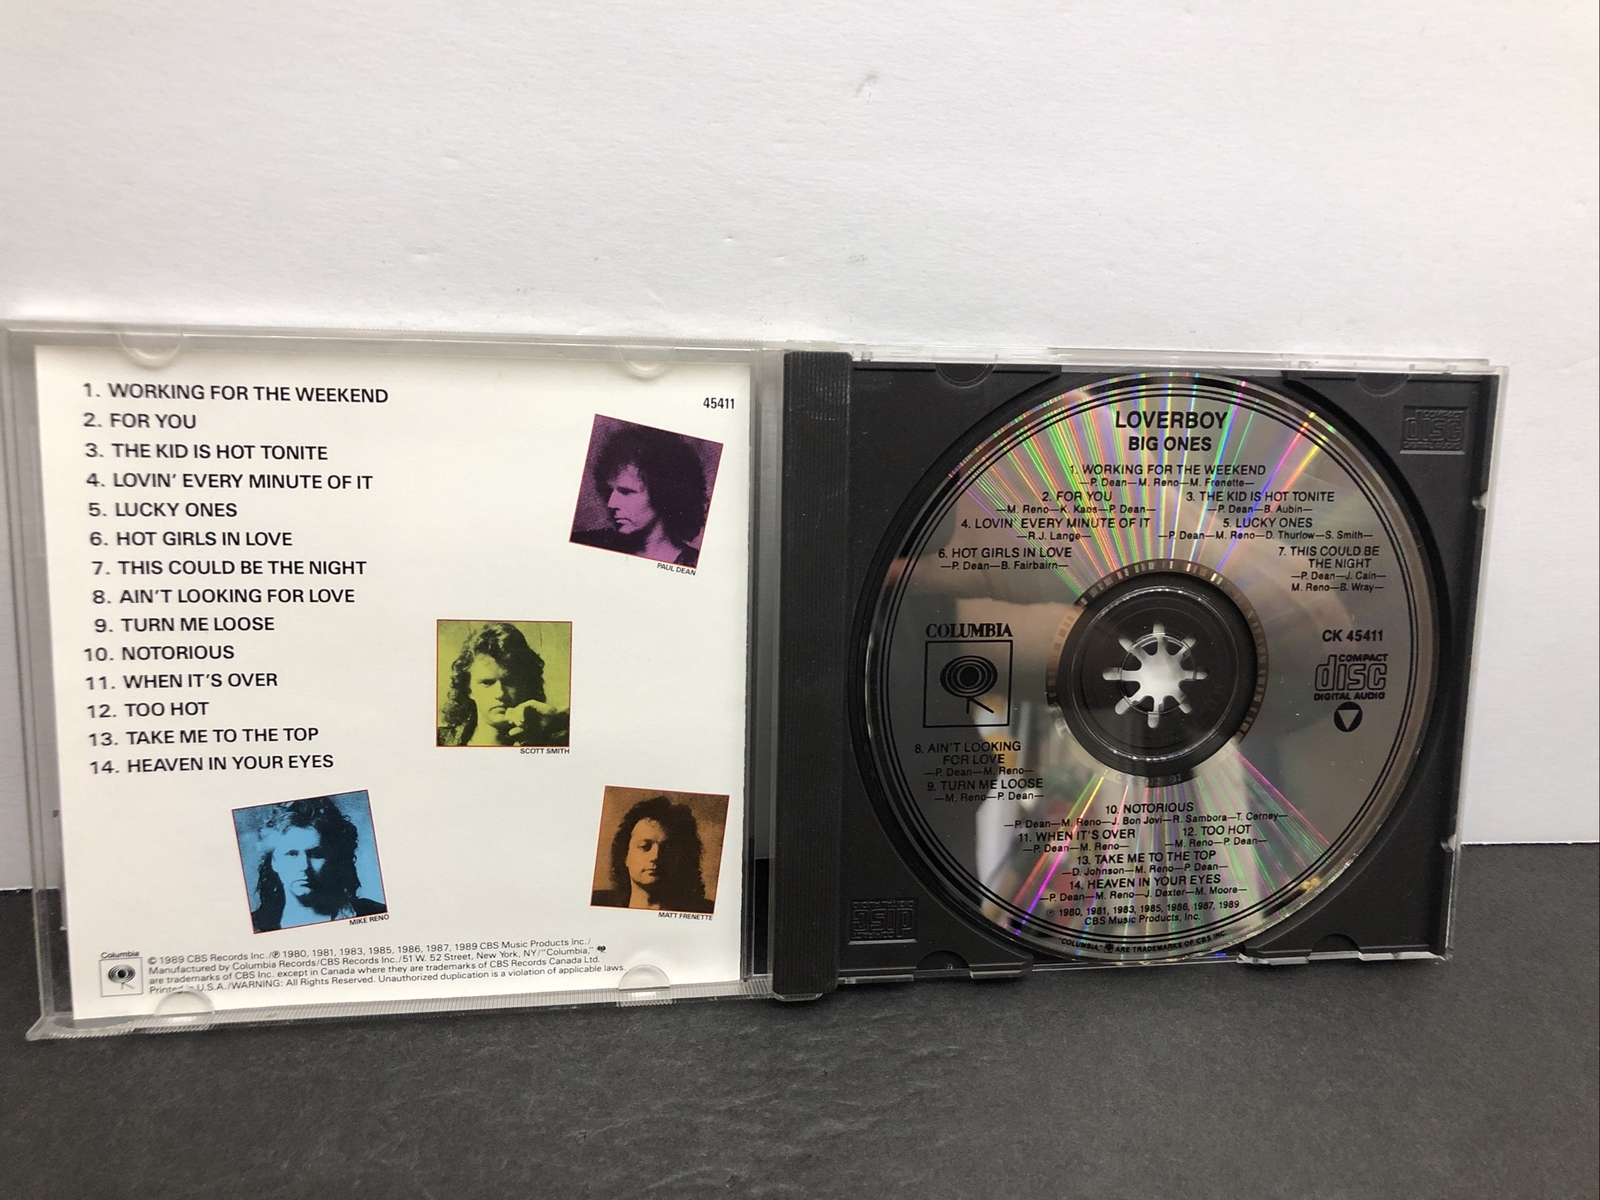 1. WORKING FOR THE WEEKEND
2. FOR YOU
3. THE KID IS HOT TONITE
4. LOVIN' EVERY MINUTE OF IT
5. LUCKY ONES
6. HOT GIRLS IN LOVE
7. THIS COULD BE THE NIGHT
8. AIN'T LOOKING FOR LOVE
9. TURN ME LOOSE
10. NOTORIOUS
11. WHEN IT'S OVER
12. TOO HOT
13. TAKE ME TO THE TOP
14. HEAVEN IN YOUR EYES
45411
PAUL DEAN
SCOTT SMITH
MIKE RENO
MATT FRENETTE
Columbia
© 1989 CBS Records Inc./℗ 1980, 1981, 1983, 1985, 1986, 1987, 1989 CBS Music Products Inc./
Manufactured by Columbia Records/CBS Records Inc./51 W. 52 Street, New York, NY/"Columbia,"
are trademarks of CBS Inc. except in Canada where they are trademarks of CBS Records Canada Ltd.
Printed in U.S.A./WARNING: All Rights Reserved. Unauthorized duplication is a violation of applicable laws.
LOVERBOY
BIG ONES
1. WORKING FOR THE WEEKEND
—P. Dean—M. Reno—M. Frenette—
2. FOR YOU
—M. Reno—K. Kaos—P. Dean—
3. THE KID IS HOT TONITE
—P. Dean—B. Aubin—
4. LOVIN' EVERY MINUTE OF IT
—R.J. Lange—
5. LUCKY ONES
—P. Dean—M. Reno—D. Thurlow—S. Smith—
6. HOT GIRLS IN LOVE
—P. Dean—B. Fairbairn—
7. THIS COULD BE
THE NIGHT
—P. Dean—J. Cain—
M. Reno—B. Wray—
COLUMBIA
CK 45411
COMPACT
disc
DIGITAL AUDIO
8. AIN'T LOOKING
FOR LOVE
—P. Dean—M. Reno—
9. TURN ME LOOSE
—M. Reno—P. Dean—
10. NOTORIOUS
—P. Dean—M. Reno—J. Bon Jovi—R. Sambora—T. Cerney—
11. WHEN IT'S OVER
—P. Dean—M. Reno—
12. TOO HOT
—M. Reno—P. Dean—
13. TAKE ME TO THE TOP
—D. Johnson—M. Reno—P. Dean—
14. HEAVEN IN YOUR EYES
—P. Dean—M. Reno—J. Dexter—M. Moore—
℗ 1980, 1981, 1983, 1985, 1986, 1987, 1989
CBS Music Products, Inc.
"COLUMBIA," ARE TRADEMARKS OF CBS INC.
disc
disc